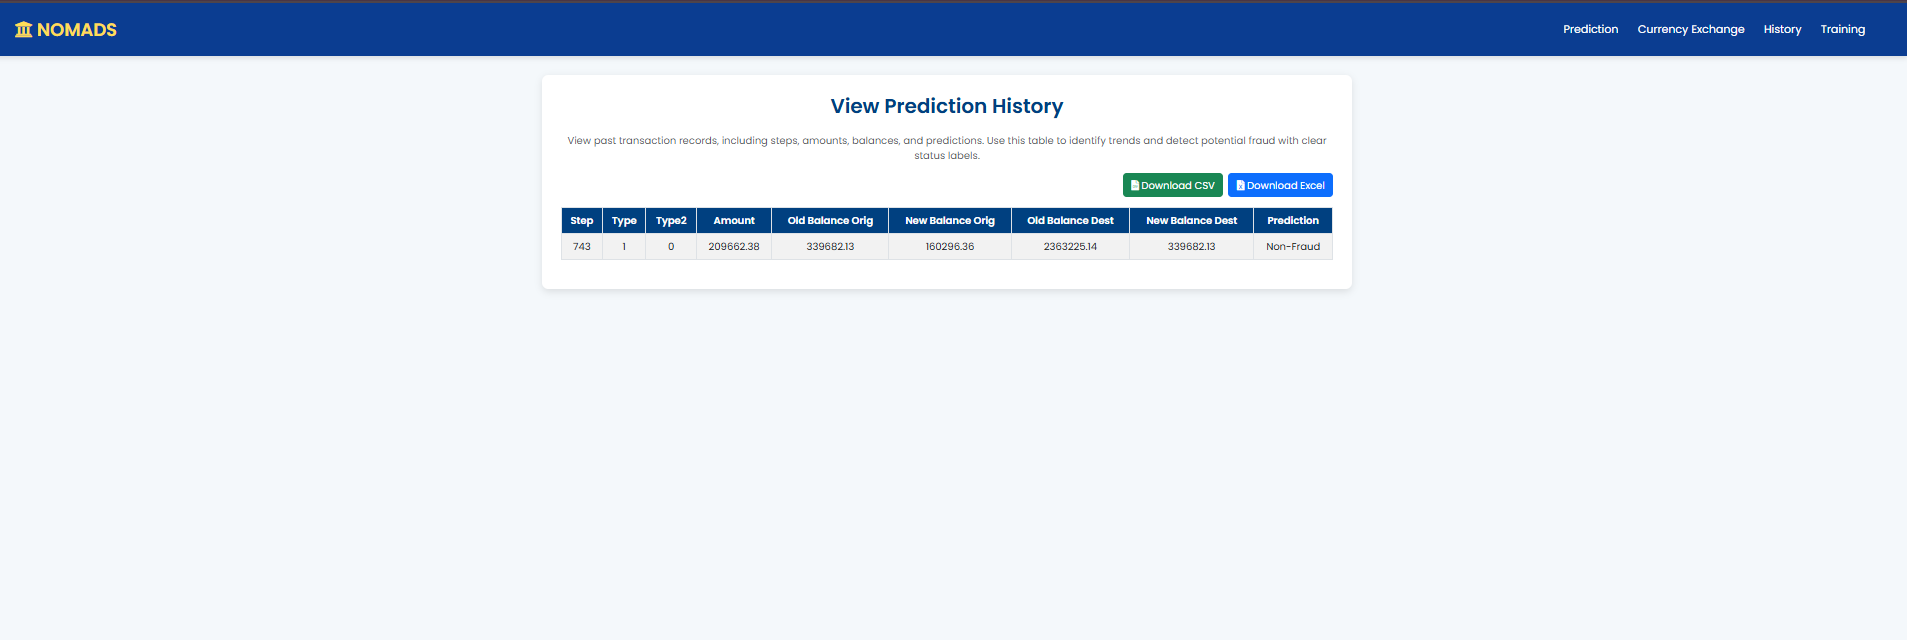 NOMADS
Prediction Currency Exchange History Training
View Prediction History
View past transaction records, including steps, amounts, balances, and predictions. Use this table to identify trends and detect potential fraud with clear
status labels.
Download CSV Download Excel
Step Type Type2 Amount Old Balance Orig New Balance Orig Old Balance Dest New Balance Dest Prediction
743 1 0 209662.38 339682.13 160296.36 2363225.14 339682.13 Non-Fraud